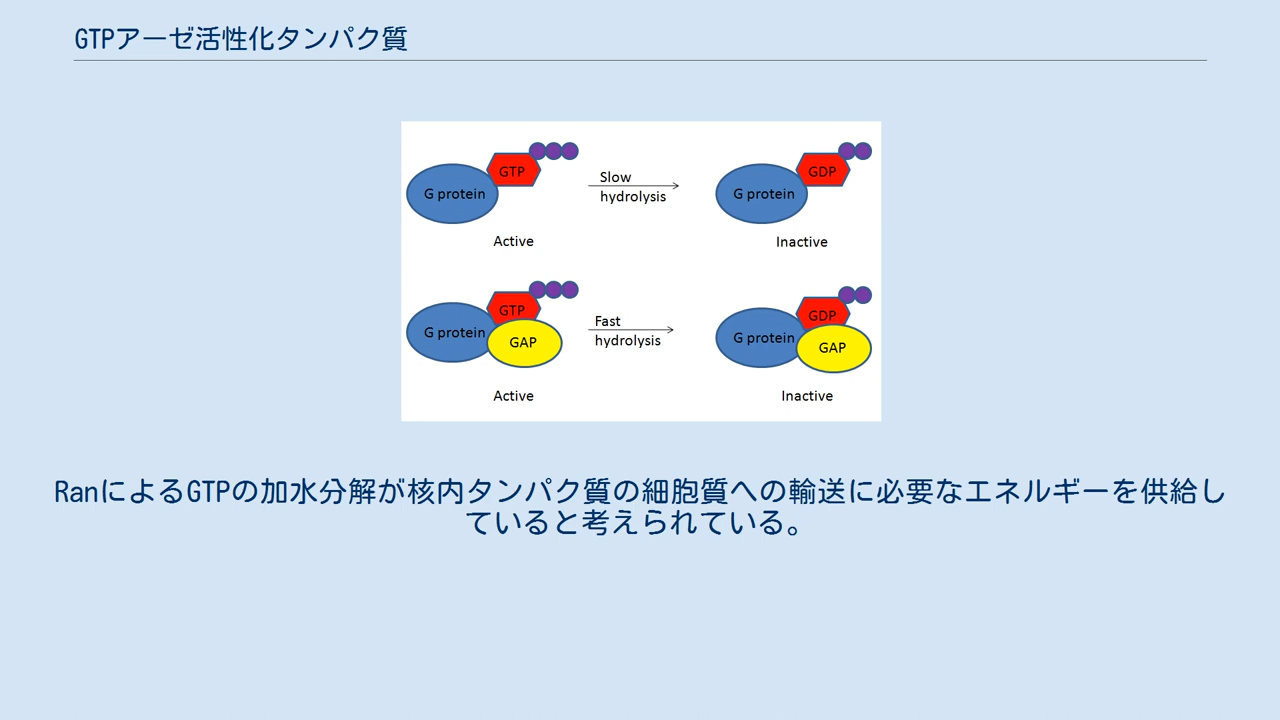 GTPアーゼ活性化タンパク質
GTP
G protein
Slow
hydrolysis
GDP
G protein
Active
Inactive
GTP
G protein
GAP
Fast
hydrolysis
GDP
G protein
GAP
Active
Inactive
RanによるGTPの加水分解が核内タンパク質の細胞質への輸送に必要なエネルギーを供給し
ていると考えられている。